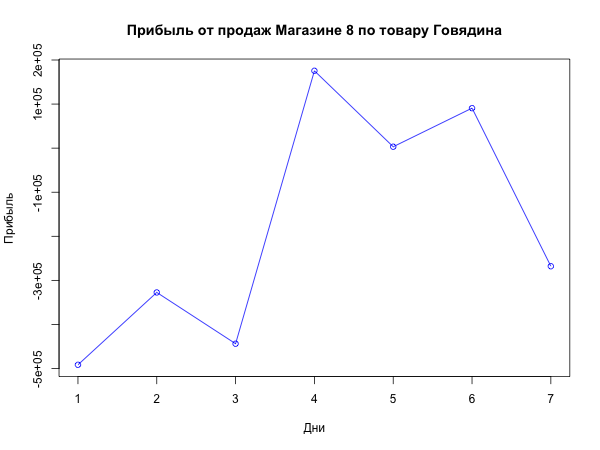 Прибыль от продаж Магазине 8 по товару Говядина
2e+05
1e+05
-1e+05
-3e+05
-5e+05
Прибыль
1 2 3 4 5 6 7
Дни